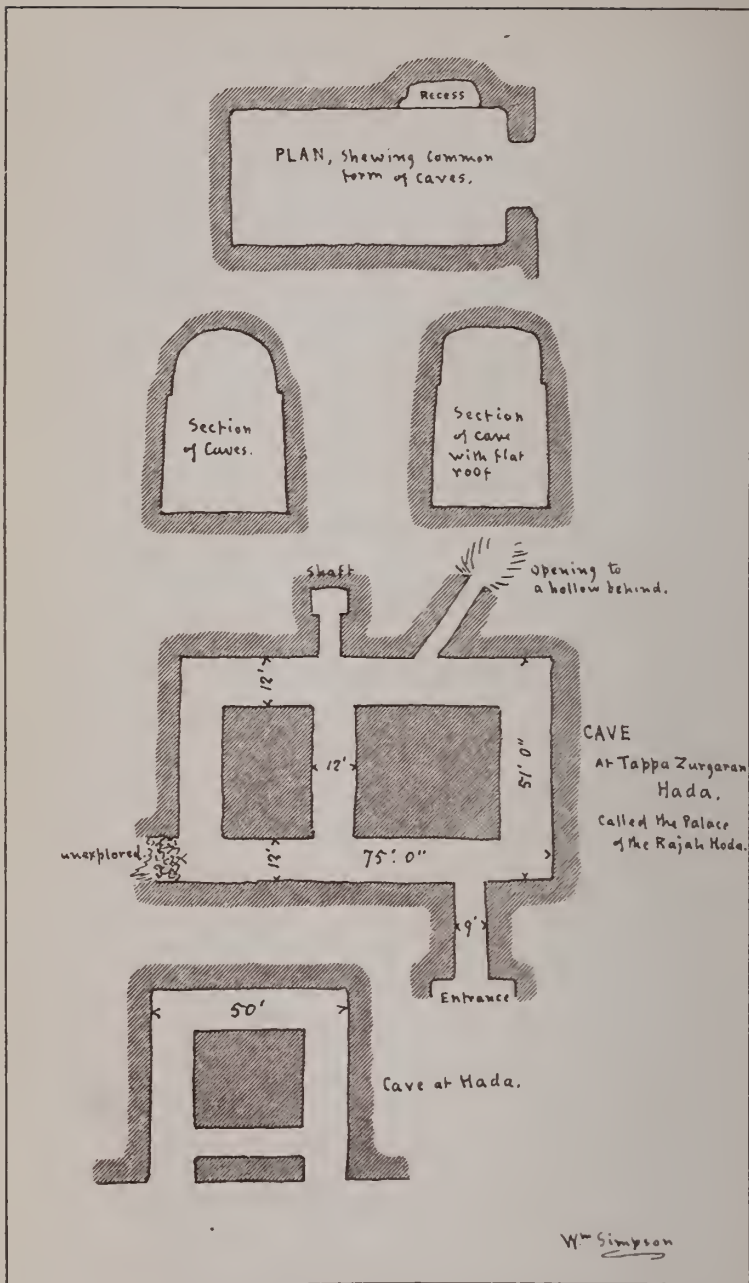 Recess
PLAN, shewing common
form of caves.
Section
of Caves.
Section
of cave
with flat
roof
Shaft
opening to
a hollow behind.
12'
12'
51' 0"
CAVE
At Tappa Zurgaran
Hada.
Called the Palace
of the Rajah Hoda.
unexplored.
12'
75' 0"
9'
Entrance
50'
Cave at Hada.
Wm Simpson